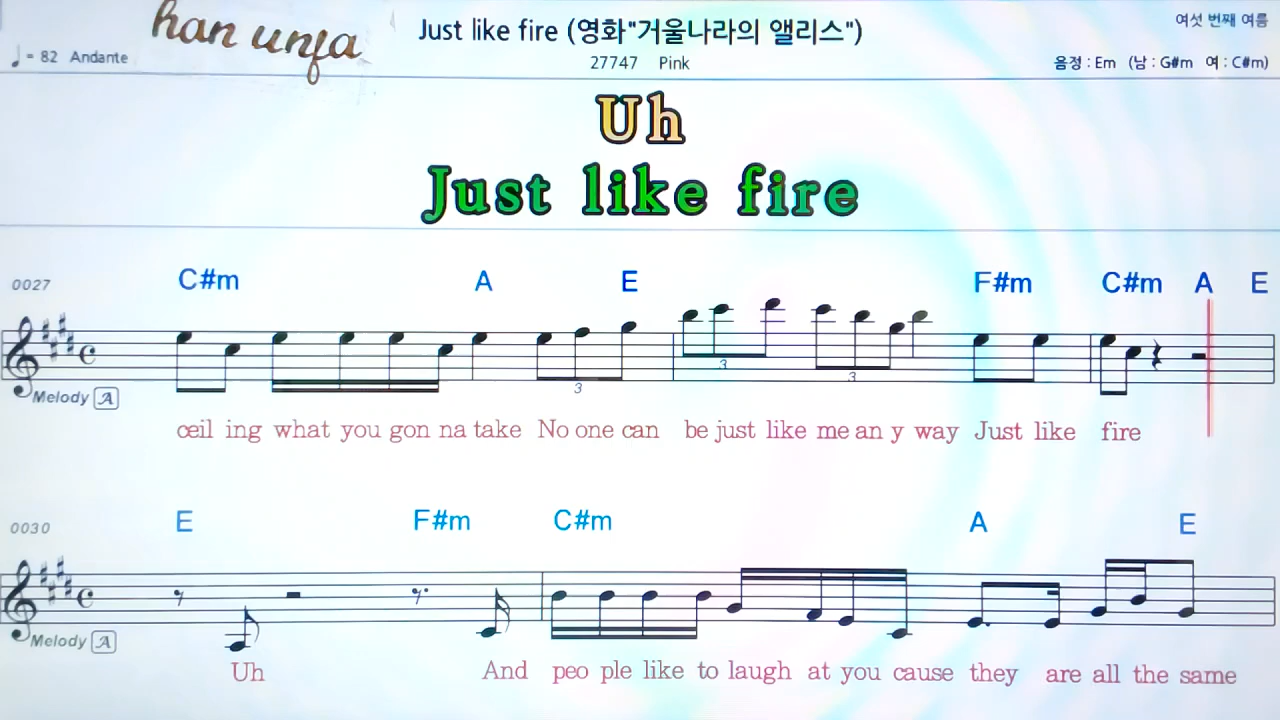 han unja
Just like fire (영화"거울나라의 앨리스")
여섯 번째 여름
♩ = 82 Andante
27747 Pink
음정 : Em (남 : G#m 여 : C#m)
Uh
Just like fire
0027 C#m A E F#m C#m A E
Melody A
ceil ing what you gon na take No one can be just like me an y way Just like fire
3 3 3
0030 E F#m C#m A E
Melody A
Uh And peo ple like to laugh at you cause they are all the same